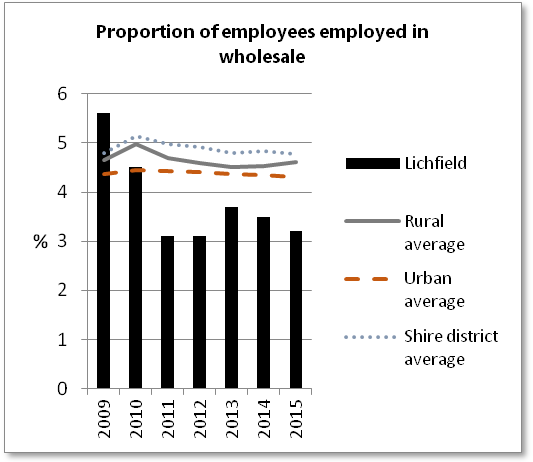 Proportion of employees employed in
wholesale
6
5
4
%
3
2
1
0
2009
2010
2011
2012
2013
2014
2015
Lichfield
Rural
average
Urban
average
Shire district
average